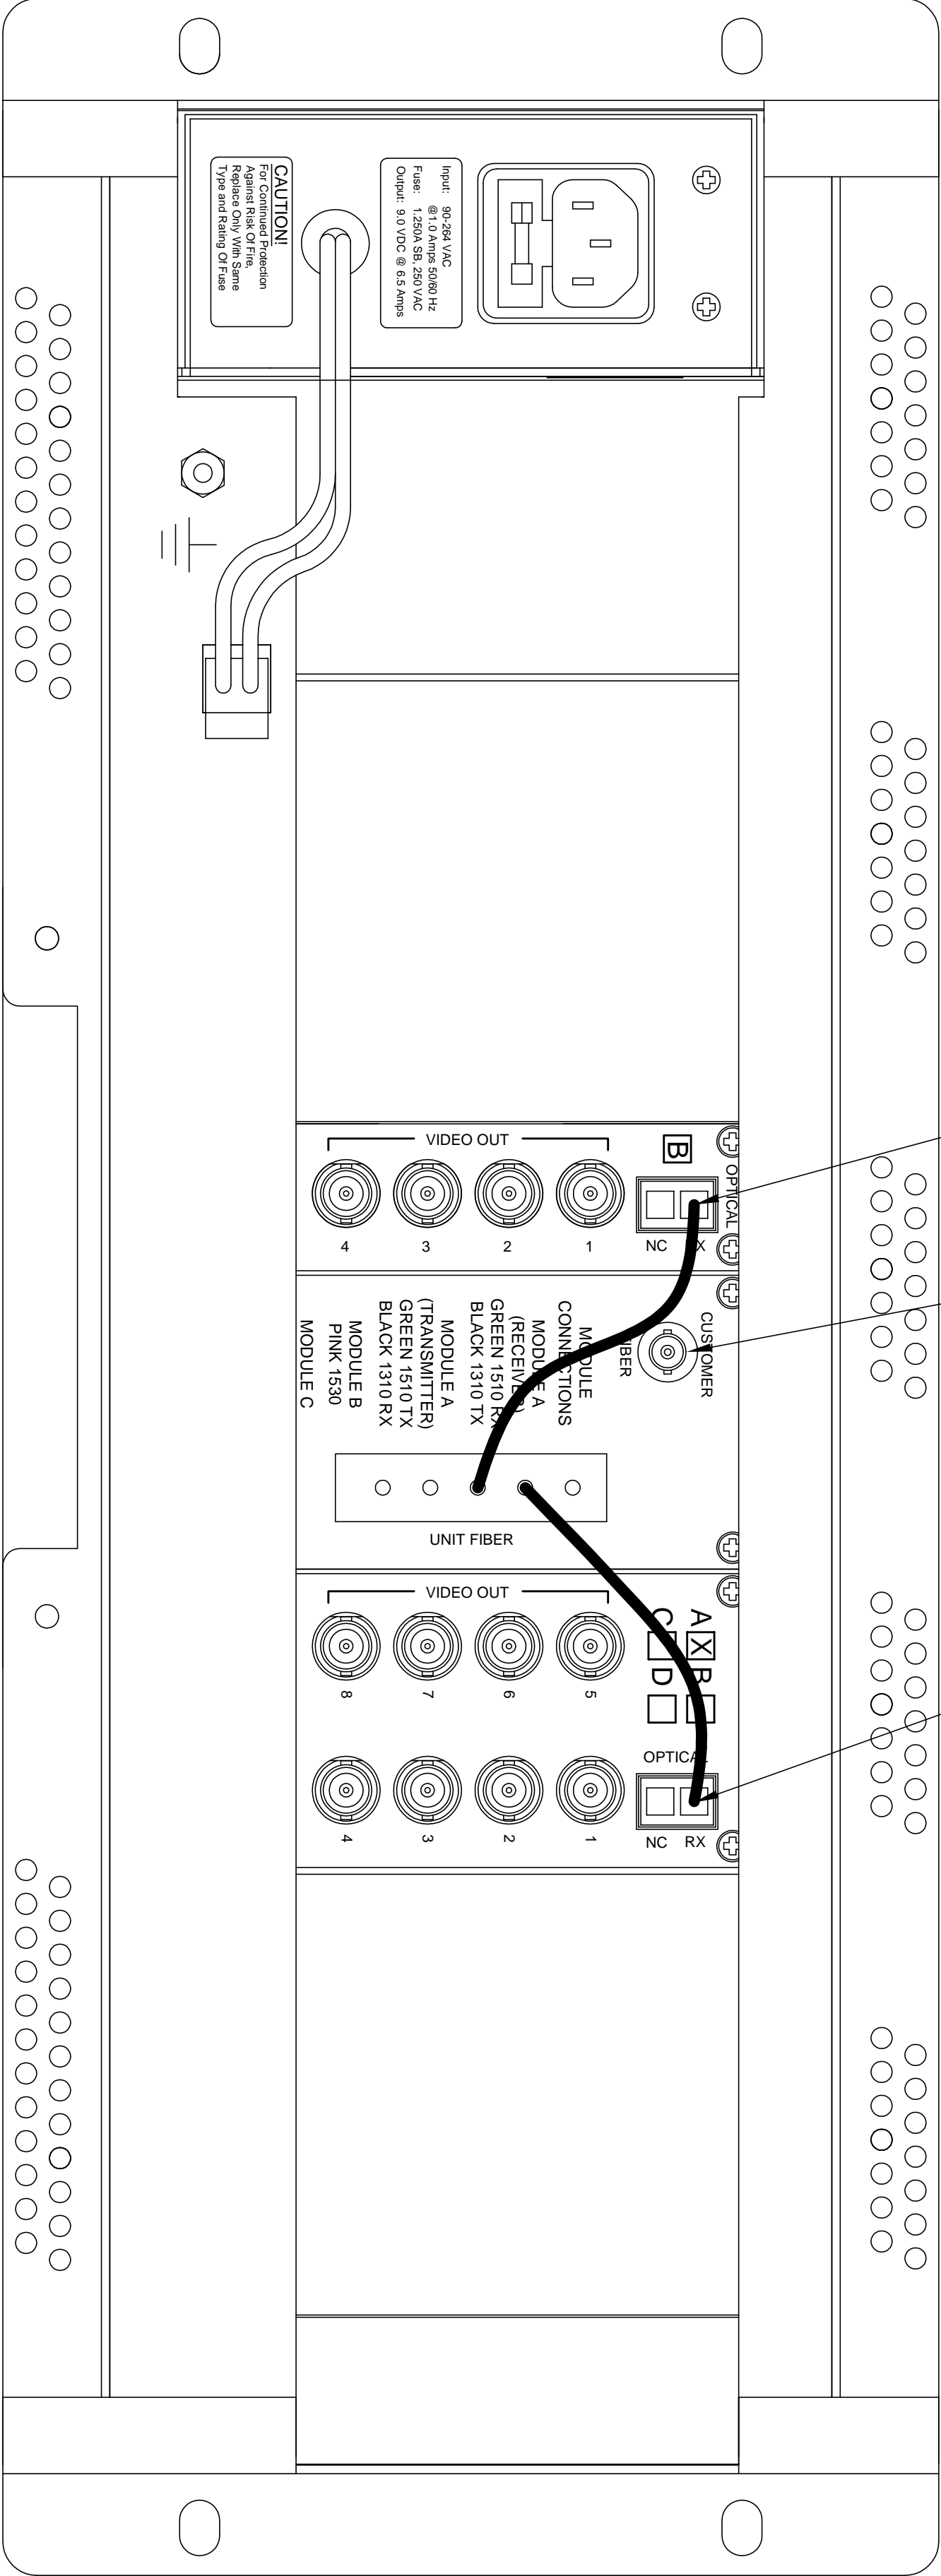 CAUTION!
For Continued Protection
Against Risk Of Fire,
Replace Only With Same
Type and Rating Of Fuse
Input: 90-264 VAC
@1.0 Amps 50/60 Hz
Fuse: 1.250A SB, 250 VAC
Output: 9.0 VDC @ 6.5 Amps
B
OPTICAL
VIDEO OUT
4 3 2 1
NC
CUSTOMER
FIBER
MODULE
CONNECTIONS
MODULE A
(RECEIVER)
GREEN 1510 RX
BLACK 1310 TX
MODULE A
(TRANSMITTER)
GREEN 1510 TX
BLACK 1310 RX
MODULE B
PINK 1530
MODULE C
UNIT FIBER
VIDEO OUT
8 7 6 5
A X B
C D
OPTICAL
4 3 2 1
NC RX